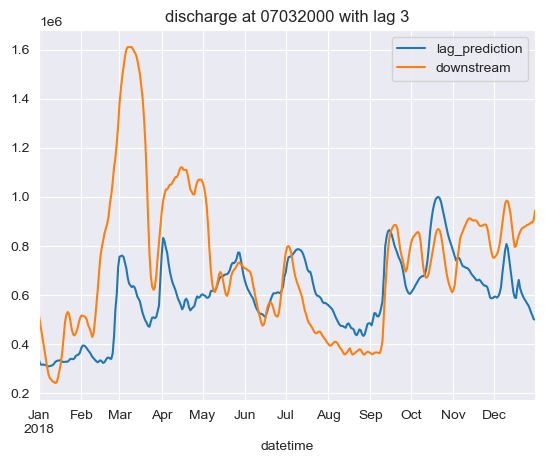 discharge at 07032000 with lag 3
1e6
lag_prediction
downstream
1.6
1.4
1.2
1.0
0.8
0.6
0.4
0.2
Jan Feb Mar Apr May Jun Jul Aug Sep Oct Nov Dec
2018
datetime